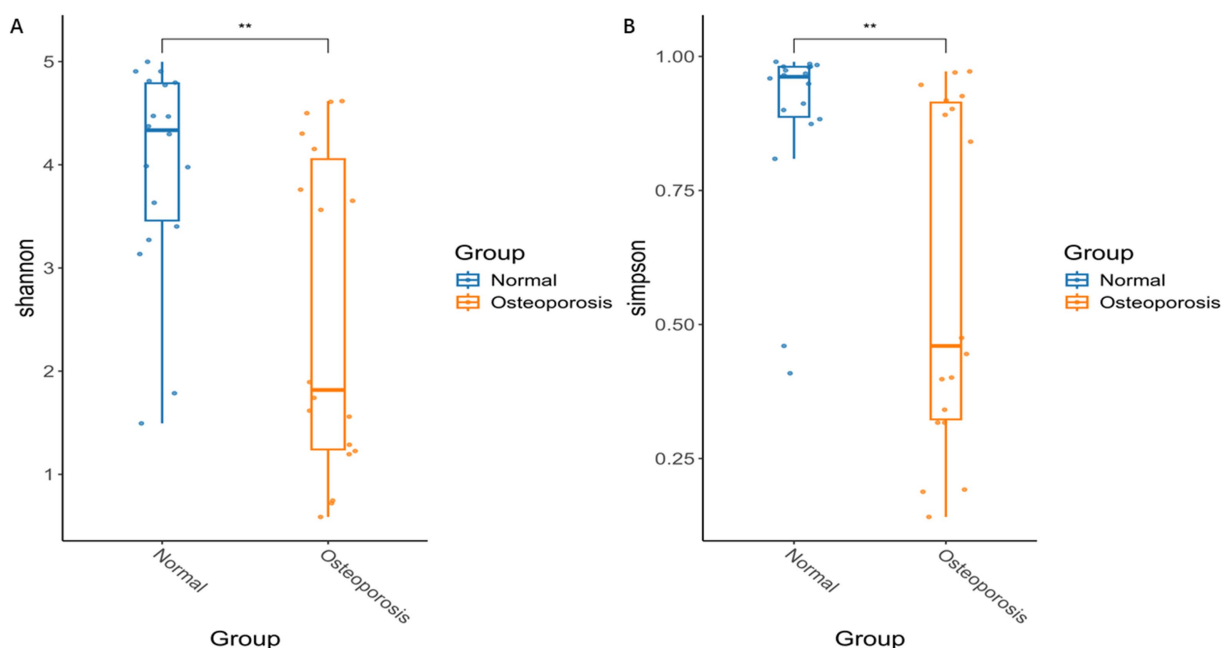 A
**
5
4
3
2
1
shannon
Normal
Osteoporosis
Group
Group
Normal
Osteoporosis
B
**
1.00
0.75
0.50
0.25
simpson
Normal
Osteoporosis
Group
Group
Normal
Osteoporosis